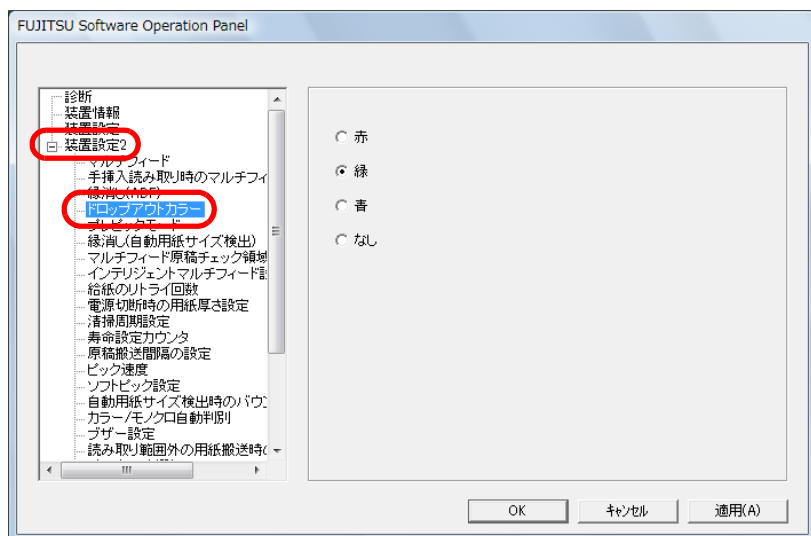 FUJITSU Software Operation Panel
診断
装置情報
装置設定
装置設定2
マルチフィード
手挿入読み取り時のマルチフィ
縁消し(ADF)
ドロップアウトカラー
プレピックモード
縁消し(自動用紙サイズ検出)
マルチフィード原稿チェック領域
インテリジェントマルチフィード
給紙のリトライ回数
電源切断時の用紙厚さ設定
清掃周期設定
寿命設定カウンタ
原稿搬送間隔の設定
ピック速度
ソフトピック設定
自動用紙サイズ検出時のバウ
カラー/モノクロ自動判別
ブザー設定
読み取り範囲外の用紙搬送時
赤
緑
青
なし
OK
キャンセル
適用(A)